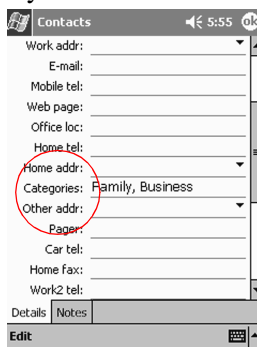 Contacts 5:55 ok
Work addr:
E-mail:
Mobile tel:
Web page:
Office loc:
Home tel:
Home addr:
Categories: Family, Business
Other addr:
Pager:
Car tel:
Home fax:
Work2 tel:
Details Notes
Edit